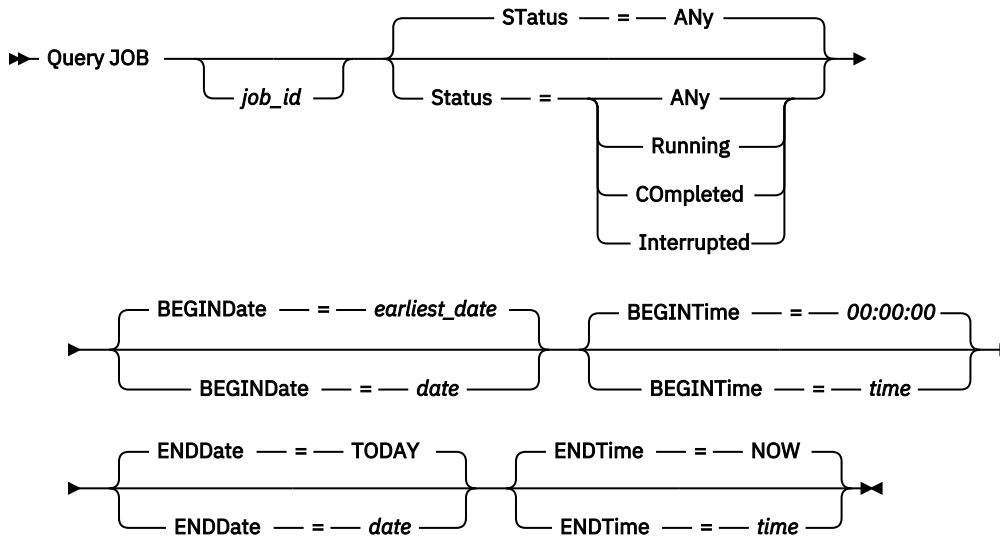 STatus = ANy
Query JOB
job_id
Status = ANy
Running
COmpleted
Interrupted
BEGINDate = earliest_date BEGINTime = 00:00:00
BEGINDate = date BEGINTime = time
ENDDate = TODAY ENDTime = NOW
ENDDate = date ENDTime = time